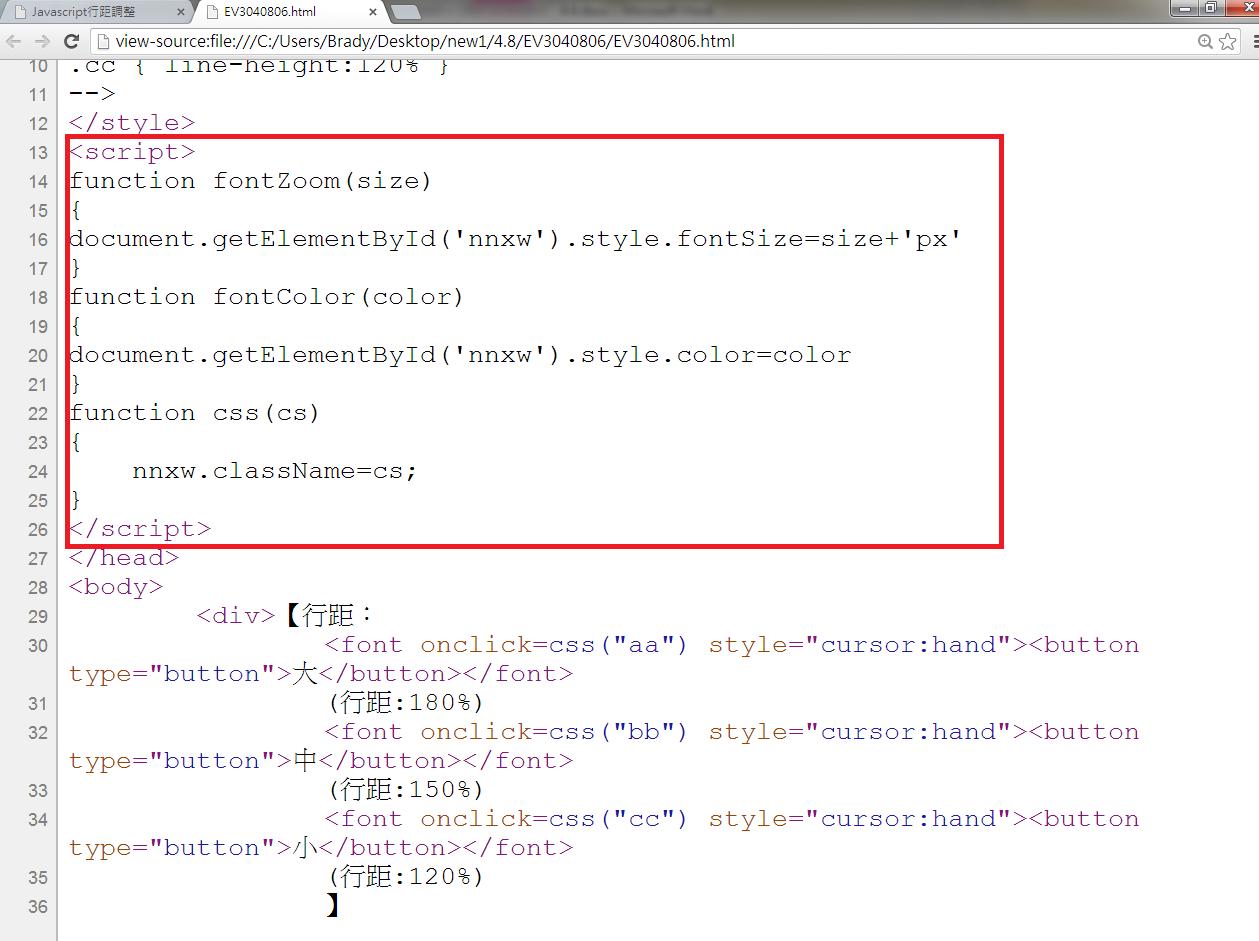 Javascript行距調整
EV3040806.html
view-source:file:///C:/Users/Brady/Desktop/new1/4.8/EV3040806/EV3040806.html
10 .cc { line-height:120% }
11 -->
12 </style>
13 <script>
14 function fontZoom(size)
15 {
16 document.getElementById('nnxw').style.fontSize=size+'px'
17 }
18 function fontColor(color)
19 {
20 document.getElementById('nnxw').style.color=color
21 }
22 function css(cs)
23 {
24     nnxw.className=cs;
25 }
26 </script>
27 </head>
28 <body>
29         <div>【行距：
30                 <font onclick=css("aa") style="cursor:hand"><button
type="button">大</button></font>
31                 (行距:180%)
32                 <font onclick=css("bb") style="cursor:hand"><button
type="button">中</button></font>
33                 (行距:150%)
34                 <font onclick=css("cc") style="cursor:hand"><button
type="button">小</button></font>
35                 (行距:120%)
36                 】